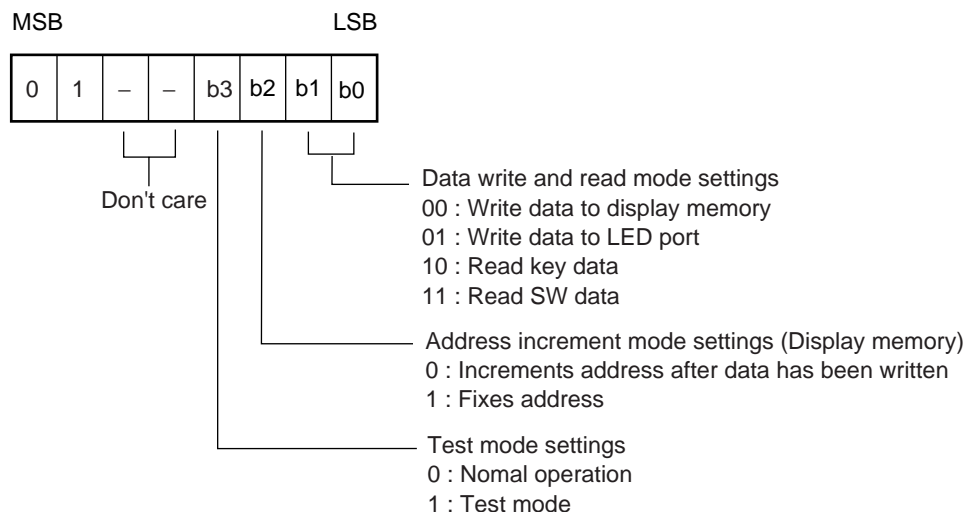 MSB LSB
0 1 – – b3 b2 b1 b0
Don't care
Data write and read mode settings
00 : Write data to display memory
01 : Write data to LED port
10 : Read key data
11 : Read SW data
Address increment mode settings (Display memory)
0 : Increments address after data has been written
1 : Fixes address
Test mode settings
0 : Nomal operation
1 : Test mode